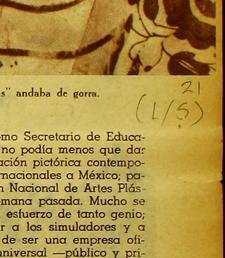 s" andaba de gorra.
21
(1/5)
omo Secretario de Educa-
no podía menos que dar
ación pictórica contempo-
rnacionales a México; pa-
n Nacional de Artes Plás-
mana pasada. Mucho se
esfuerzo de tanto genio;
r a los simuladores y a
de ser una empresa ofi-
niversal —público y pri-